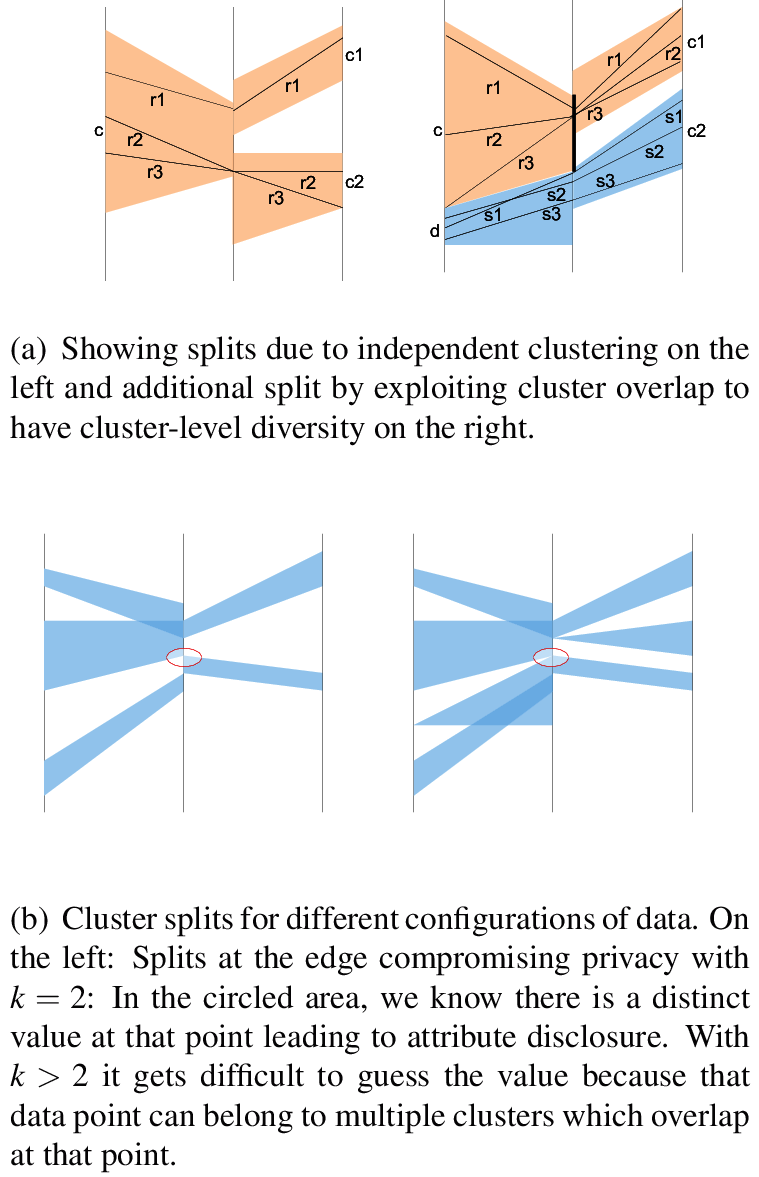 c
r1
r2
r3
r1
c1
r2
r3
c2
c
r1
r2
r3
d
s1
s2
s3
r1
r2
r3
c1
s1
s2
s3
c2
(a) Showing splits due to independent clustering on the
left and additional split by exploiting cluster overlap to
have cluster-level diversity on the right.
(b) Cluster splits for different configurations of data. On
the left: Splits at the edge compromising privacy with
k = 2: In the circled area, we know there is a distinct
value at that point leading to attribute disclosure. With
k > 2 it gets difficult to guess the value because that
data point can belong to multiple clusters which overlap
at that point.